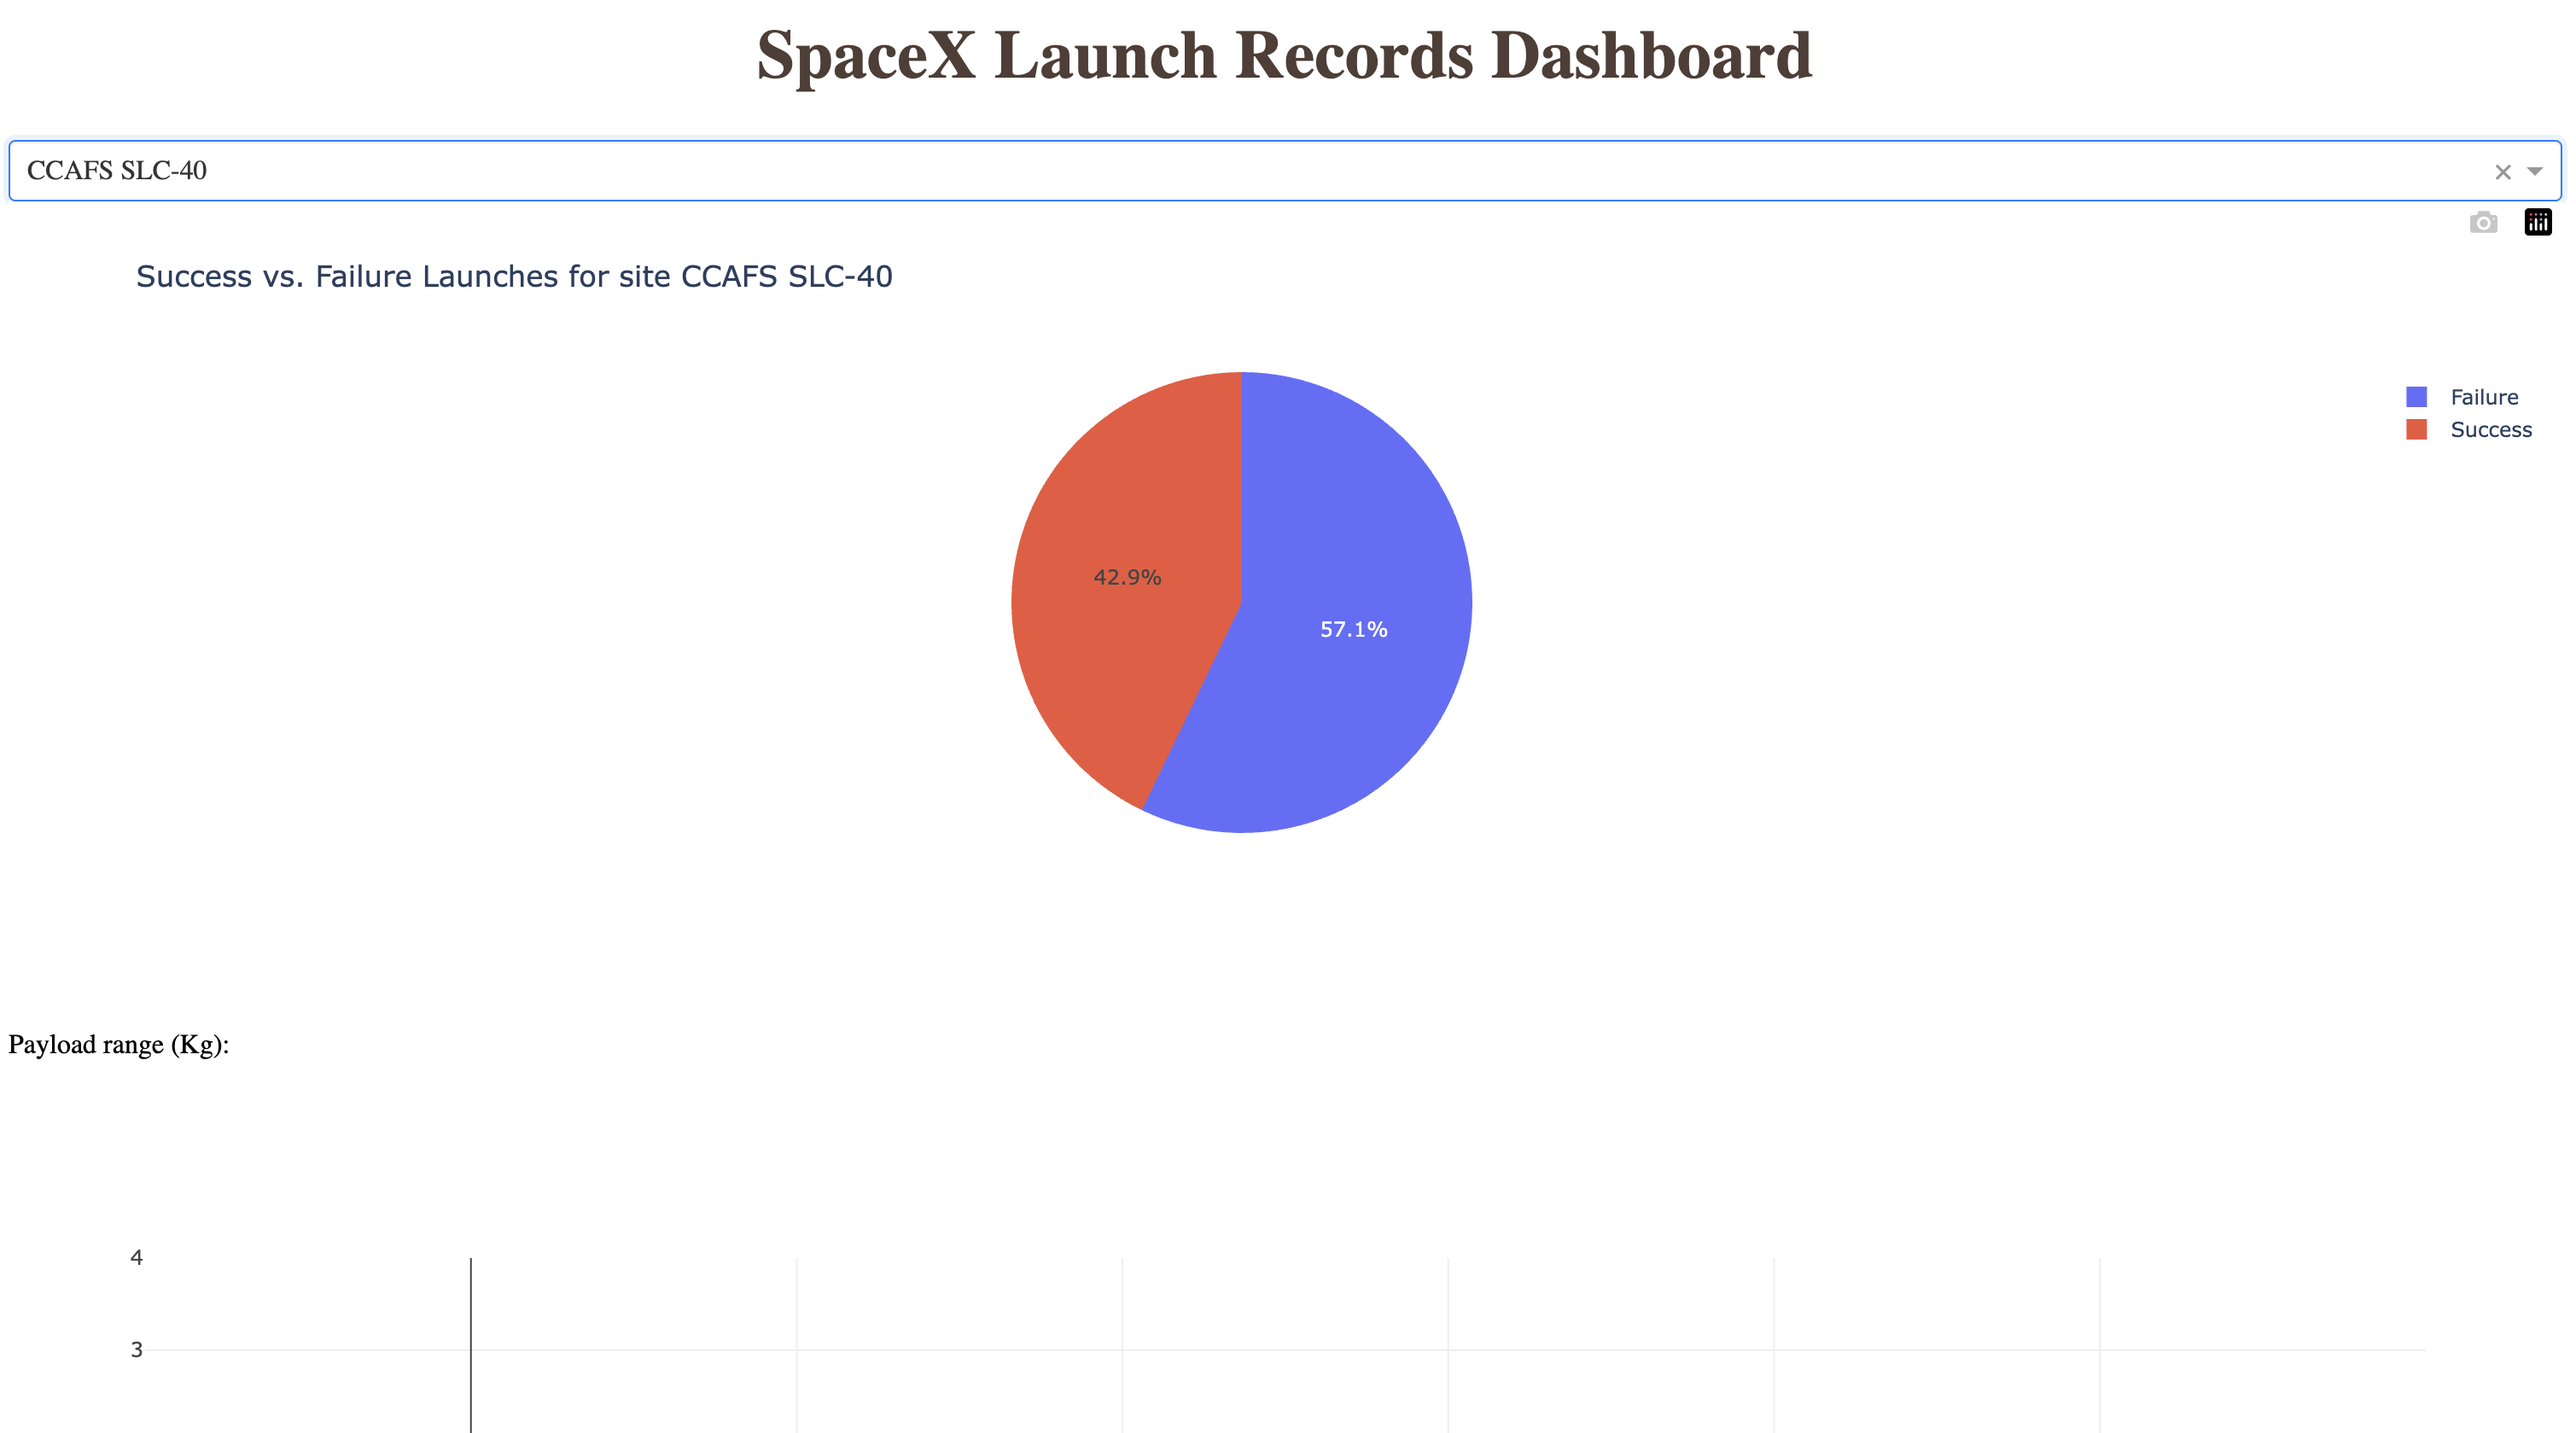 SpaceX Launch Records Dashboard
CCAFS SLC-40
Success vs. Failure Launches for site CCAFS SLC-40
Failure
Success
42.9%
57.1%
Payload range (Kg):
4
3